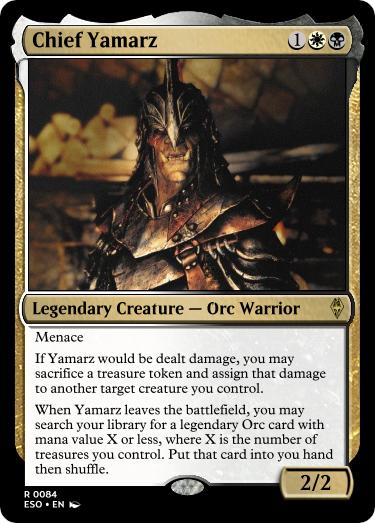 Chief Yamarz
1
Legendary Creature — Orc Warrior
Menace
If Yamarz would be dealt damage, you may
sacrifice a treasure token and assign that damage
to another target creature you control.
When Yamarz leaves the battlefield, you may
search your library for a legendary Orc card with
mana value X or less, where X is the number of
treasures you control. Put that card into you hand
then shuffle.
2/2
R 0084
ESO • EN